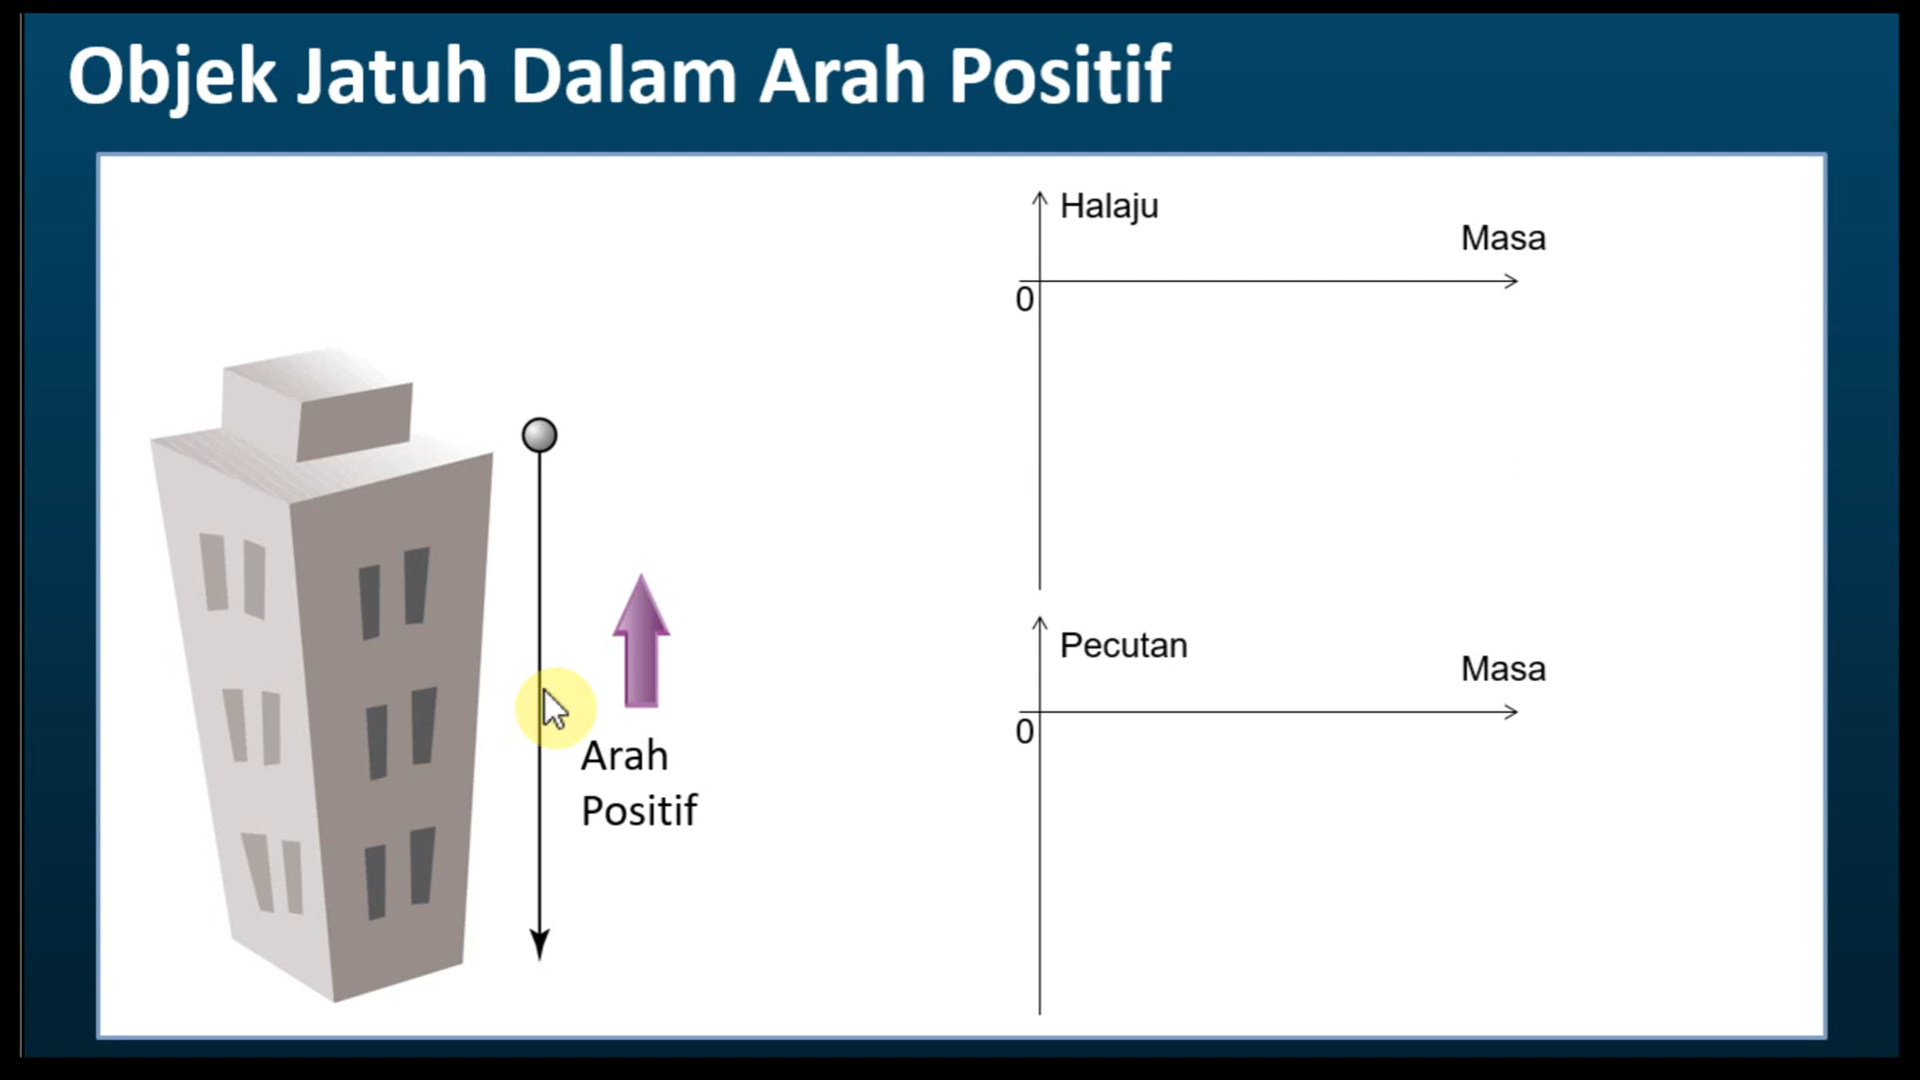 Objek Jatuh Dalam Arah Positif
Halaju
Masa
0
Arah
Positif
Pecutan
Masa
0